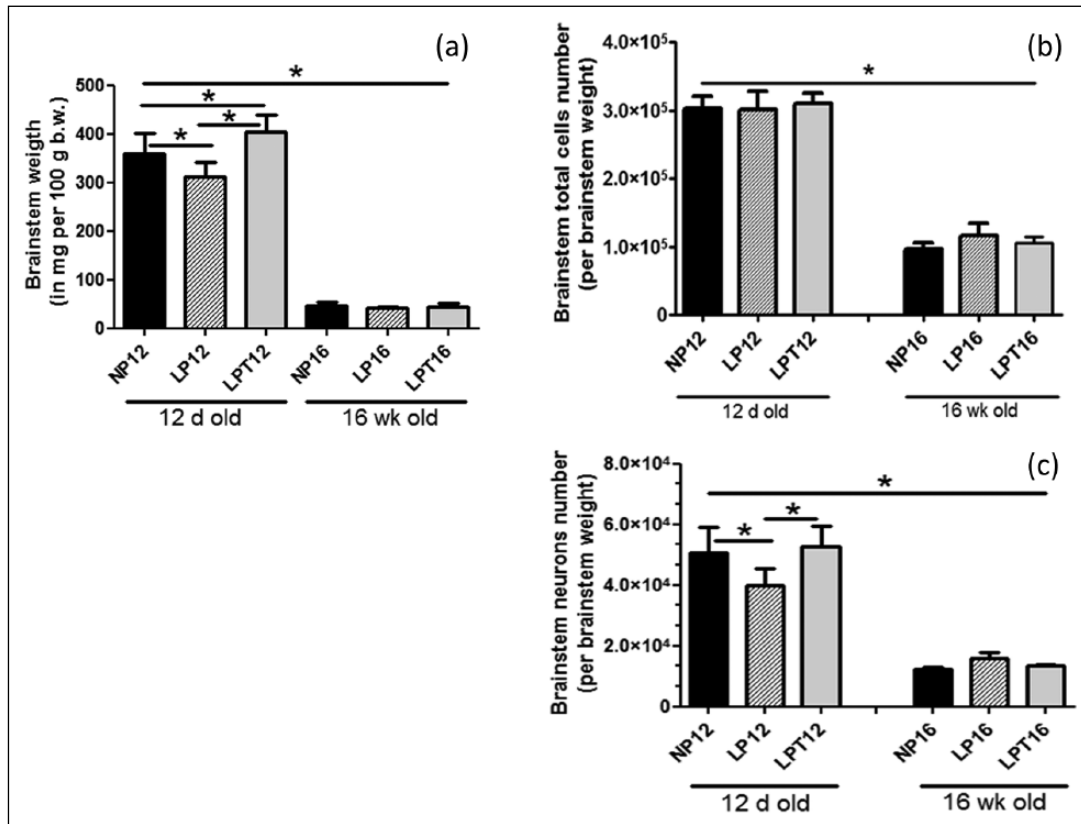 (a)
*
*
*
*
Brainstem weigth
(in mg per 100 g b.w.)
500
400
300
200
100
0
NP12
LP12
LPT12
NP16
LP16
LPT16
12 d old
16 wk old
(b)
*
Brainstem total cells number
(per brainstem weight)
4.0×10⁵
3.0×10⁵
2.0×10⁵
1.0×10⁵
0
NP12
LP12
LPT12
NP16
LP16
LPT16
12 d old
16 wk old
(c)
*
*
*
Brainstem neurons number
(per brainstem weight)
8.0×10⁴
6.0×10⁴
4.0×10⁴
2.0×10⁴
0
NP12
LP12
LPT12
NP16
LP16
LPT16
12 d old
16 wk old